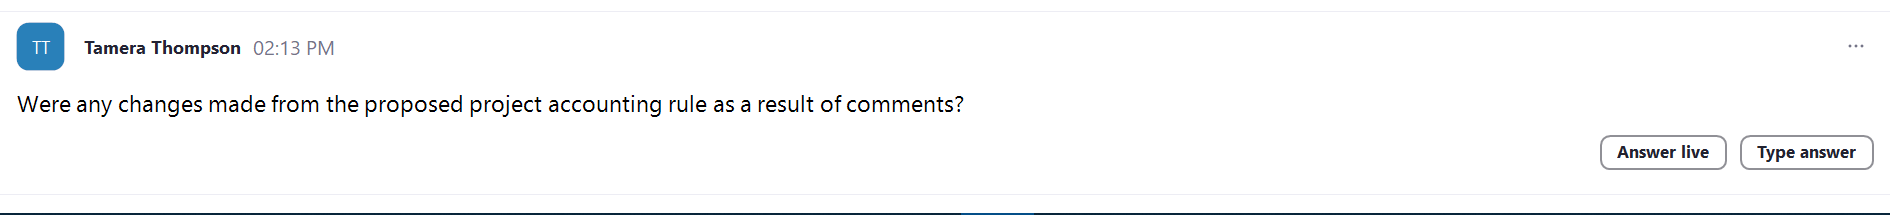 TT
Tamera Thompson 02:13 PM
...
Were any changes made from the proposed project accounting rule as a result of comments?
Answer live
Type answer